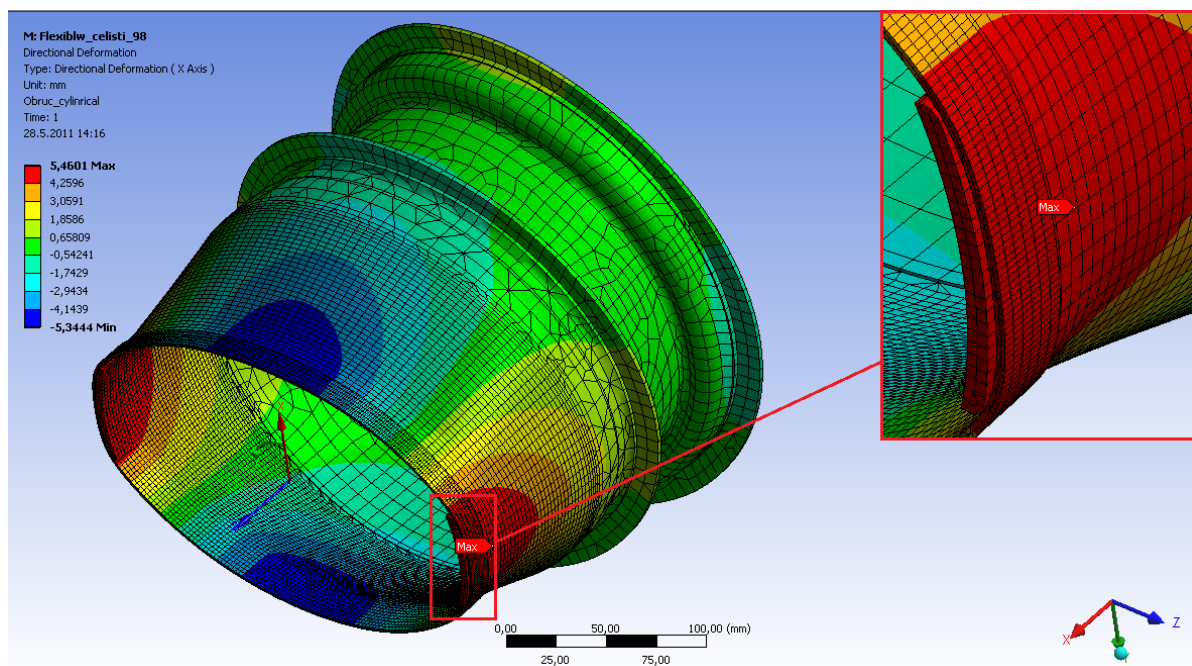 M: Flexiblw_celisti_98
Directional Deformation
Type: Directional Deformation ( X Axis )
Unit: mm
Obruc_cylinrical
Time: 1
28.5.2011 14:16
5,4601 Max
4,2596
3,0591
1,8586
0,65809
-0,54241
-1,7429
-2,9434
-4,1439
-5,3444 Min
Max
Max
0,00 50,00 100,00 (mm)
25,00 75,00
X Z